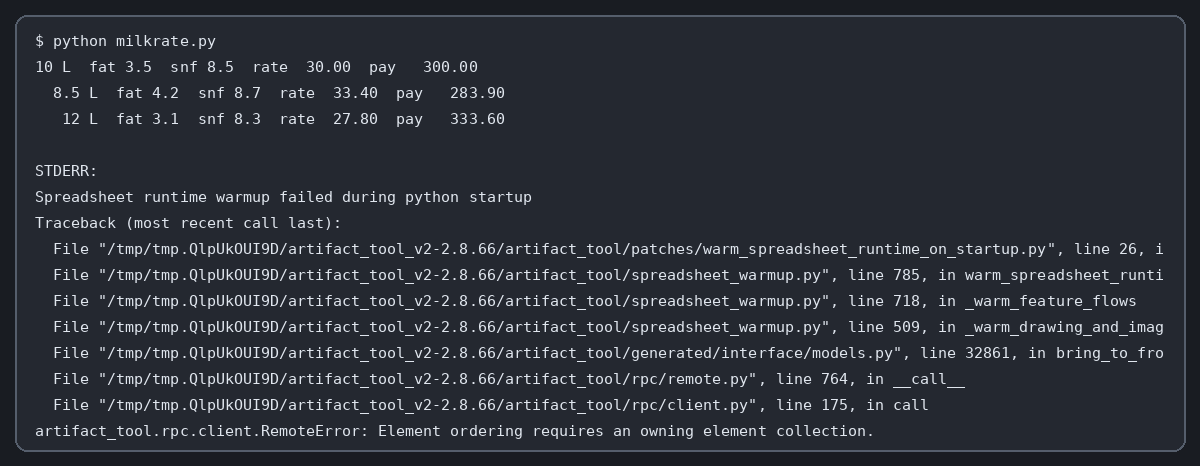 $ python milkrate.py
10 L  fat 3.5  snf 8.5  rate  30.00  pay   300.00
  8.5 L  fat 4.2  snf 8.7  rate  33.40  pay   283.90
   12 L  fat 3.1  snf 8.3  rate  27.80  pay   333.60

STDERR:
Spreadsheet runtime warmup failed during python startup
Traceback (most recent call last):
  File "/tmp/tmp.QlpUkOUI9D/artifact_tool_v2-2.8.66/artifact_tool/patches/warm_spreadsheet_runtime_on_startup.py", line 26, i
  File "/tmp/tmp.QlpUkOUI9D/artifact_tool_v2-2.8.66/artifact_tool/spreadsheet_warmup.py", line 785, in warm_spreadsheet_runti
  File "/tmp/tmp.QlpUkOUI9D/artifact_tool_v2-2.8.66/artifact_tool/spreadsheet_warmup.py", line 718, in _warm_feature_flows
  File "/tmp/tmp.QlpUkOUI9D/artifact_tool_v2-2.8.66/artifact_tool/spreadsheet_warmup.py", line 509, in _warm_drawing_and_imag
  File "/tmp/tmp.QlpUkOUI9D/artifact_tool_v2-2.8.66/artifact_tool/generated/interface/models.py", line 32861, in bring_to_fro
  File "/tmp/tmp.QlpUkOUI9D/artifact_tool_v2-2.8.66/artifact_tool/rpc/remote.py", line 764, in __call__
  File "/tmp/tmp.QlpUkOUI9D/artifact_tool_v2-2.8.66/artifact_tool/rpc/client.py", line 175, in call
artifact_tool.rpc.client.RemoteError: Element ordering requires an owning element collection.